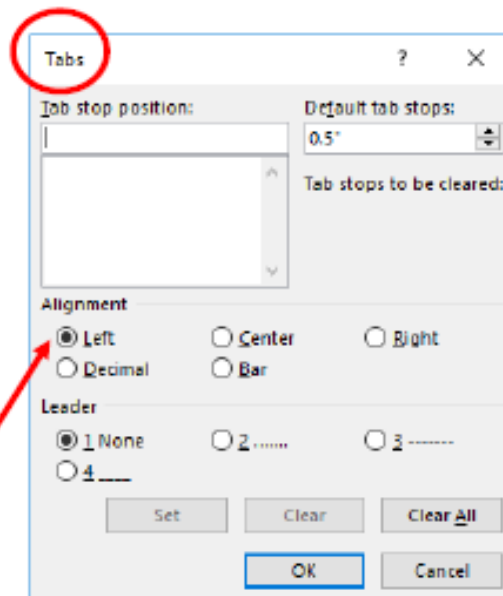 Tabs ? X
Tab stop position: Default tab stops:
0.5"
Tab stops to be cleared:
Alignment
Left Center Right
Decimal Bar
Leader
1 None 2 ....... 3 -------
4 ____
Set Clear Clear All
OK Cancel